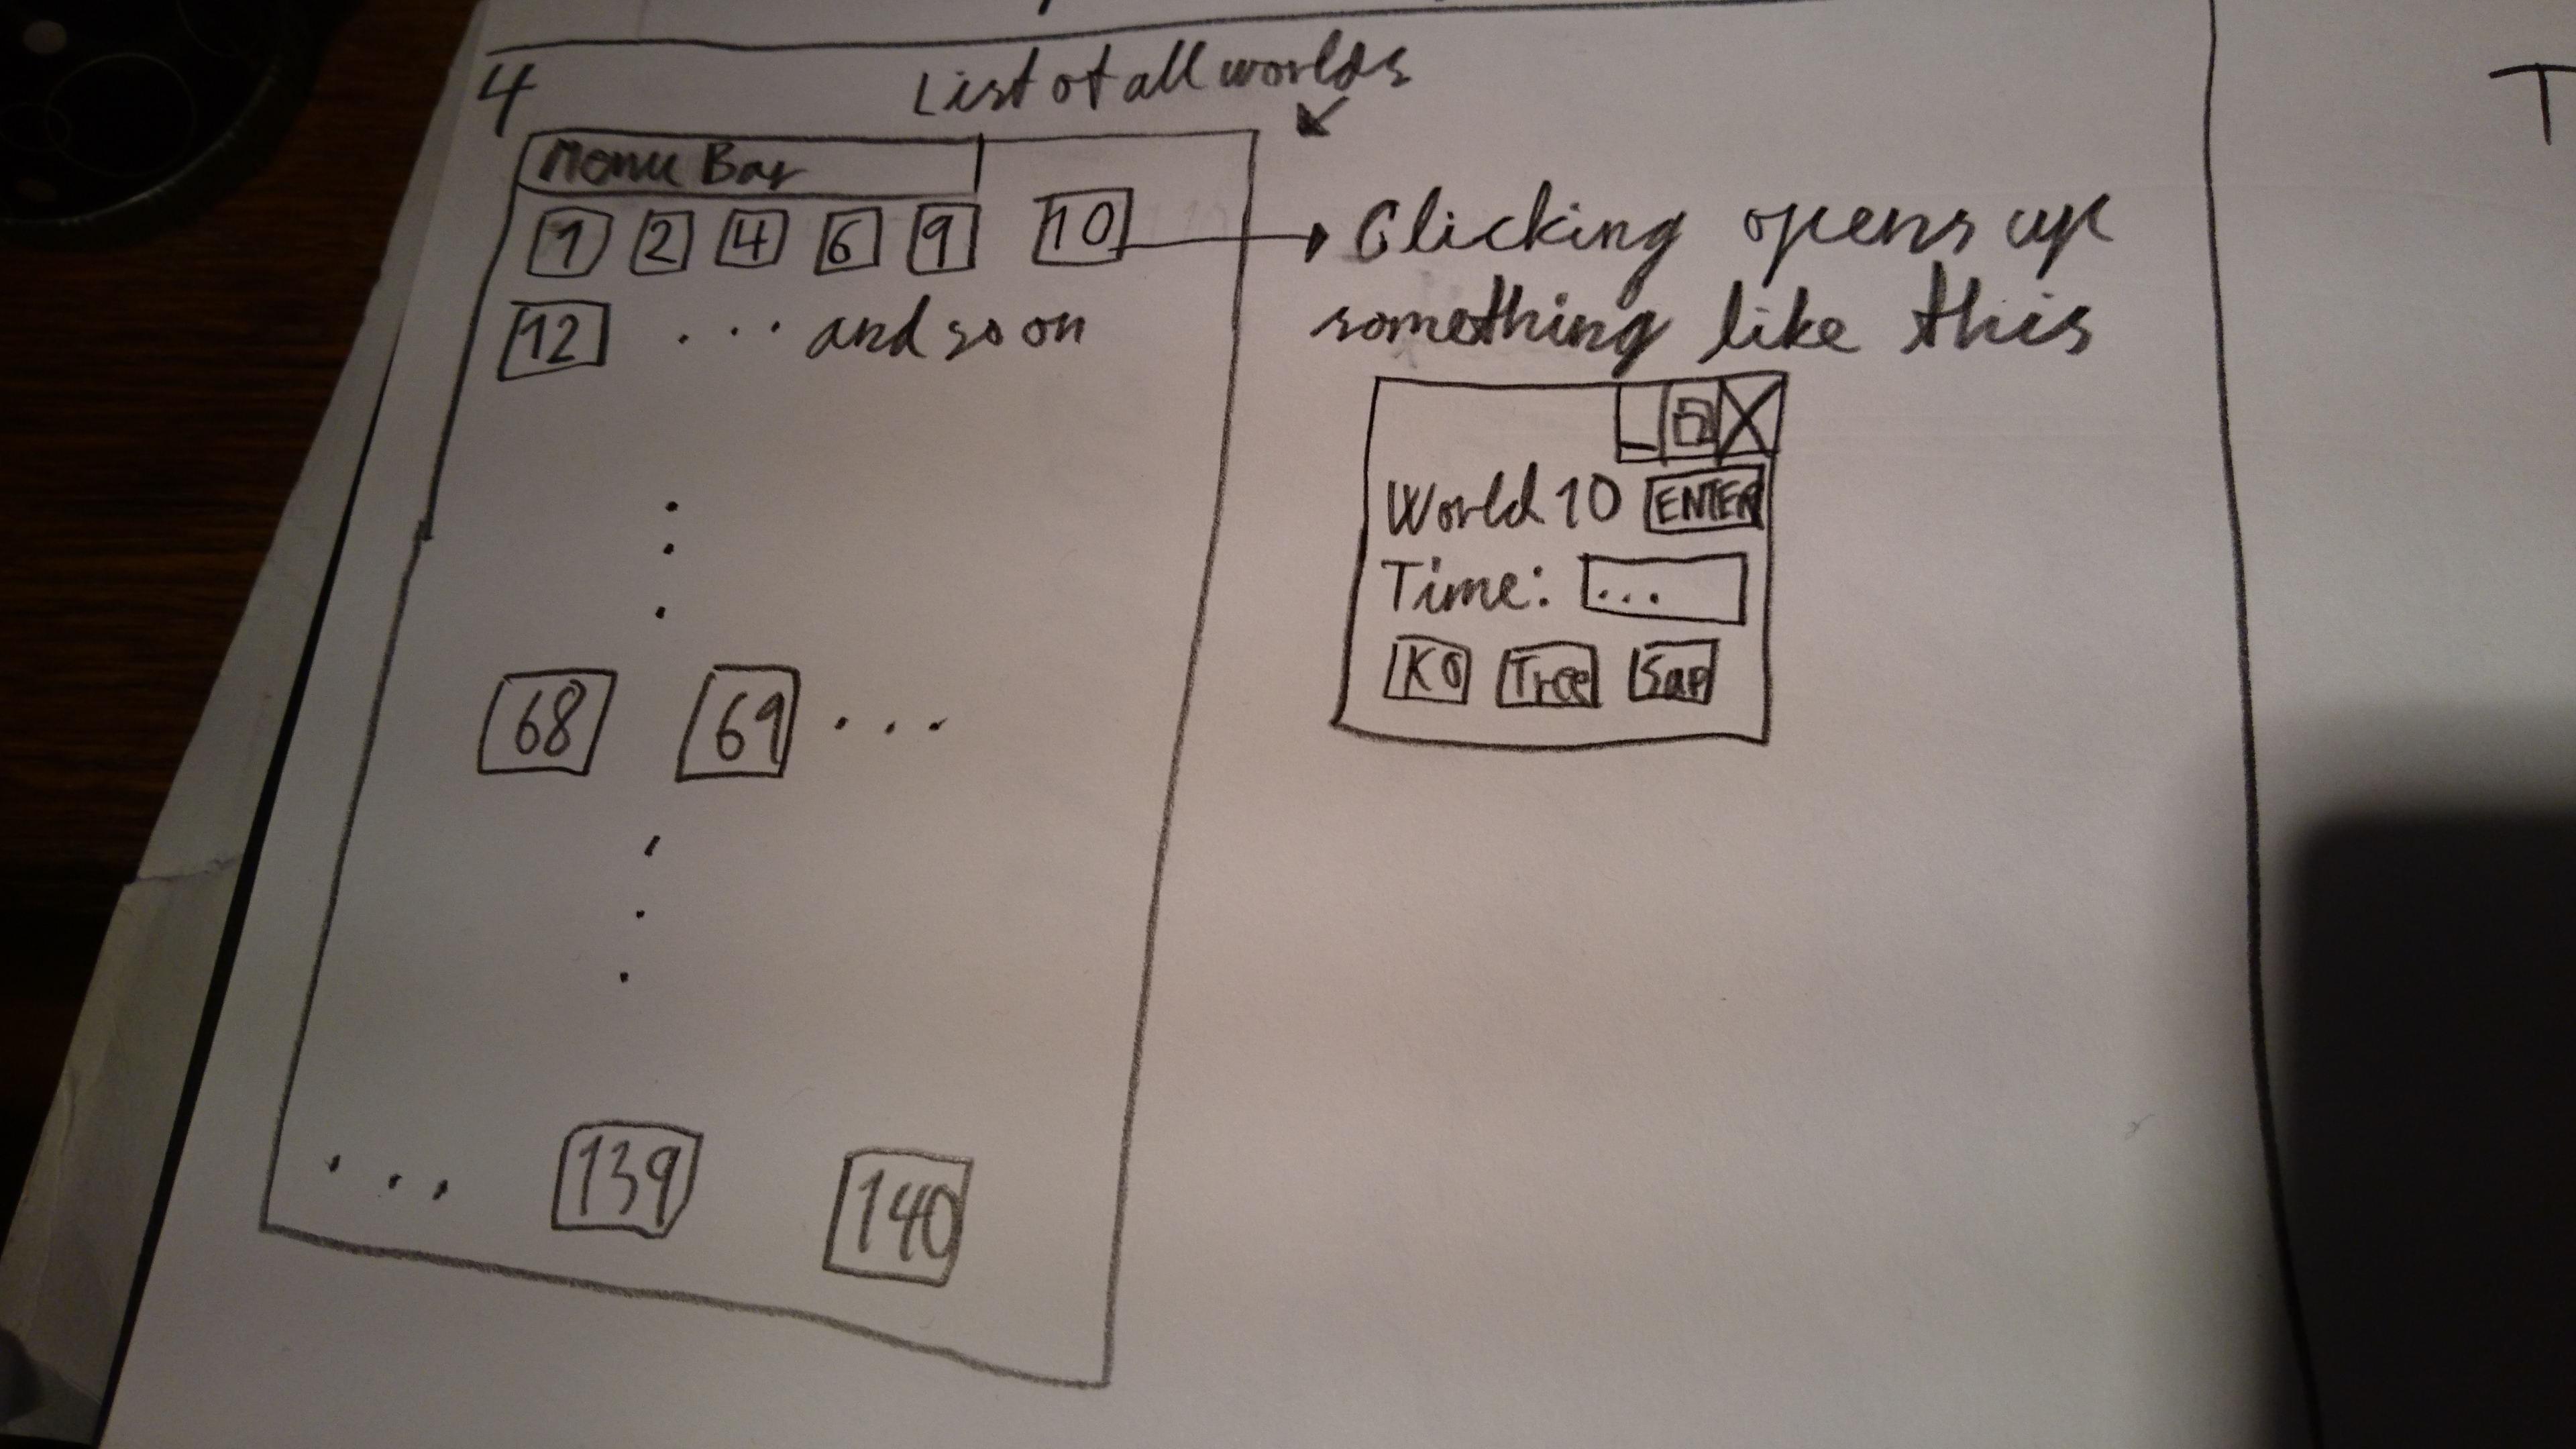 4
List of all worlds
Menu Bar
1 2 4 6 9 10
12 ... and so on
Clicking opens up
something like this
X
World 10 ENTER
Time: ...
KO Tree Sap
68 69 ...
... 139 140
T